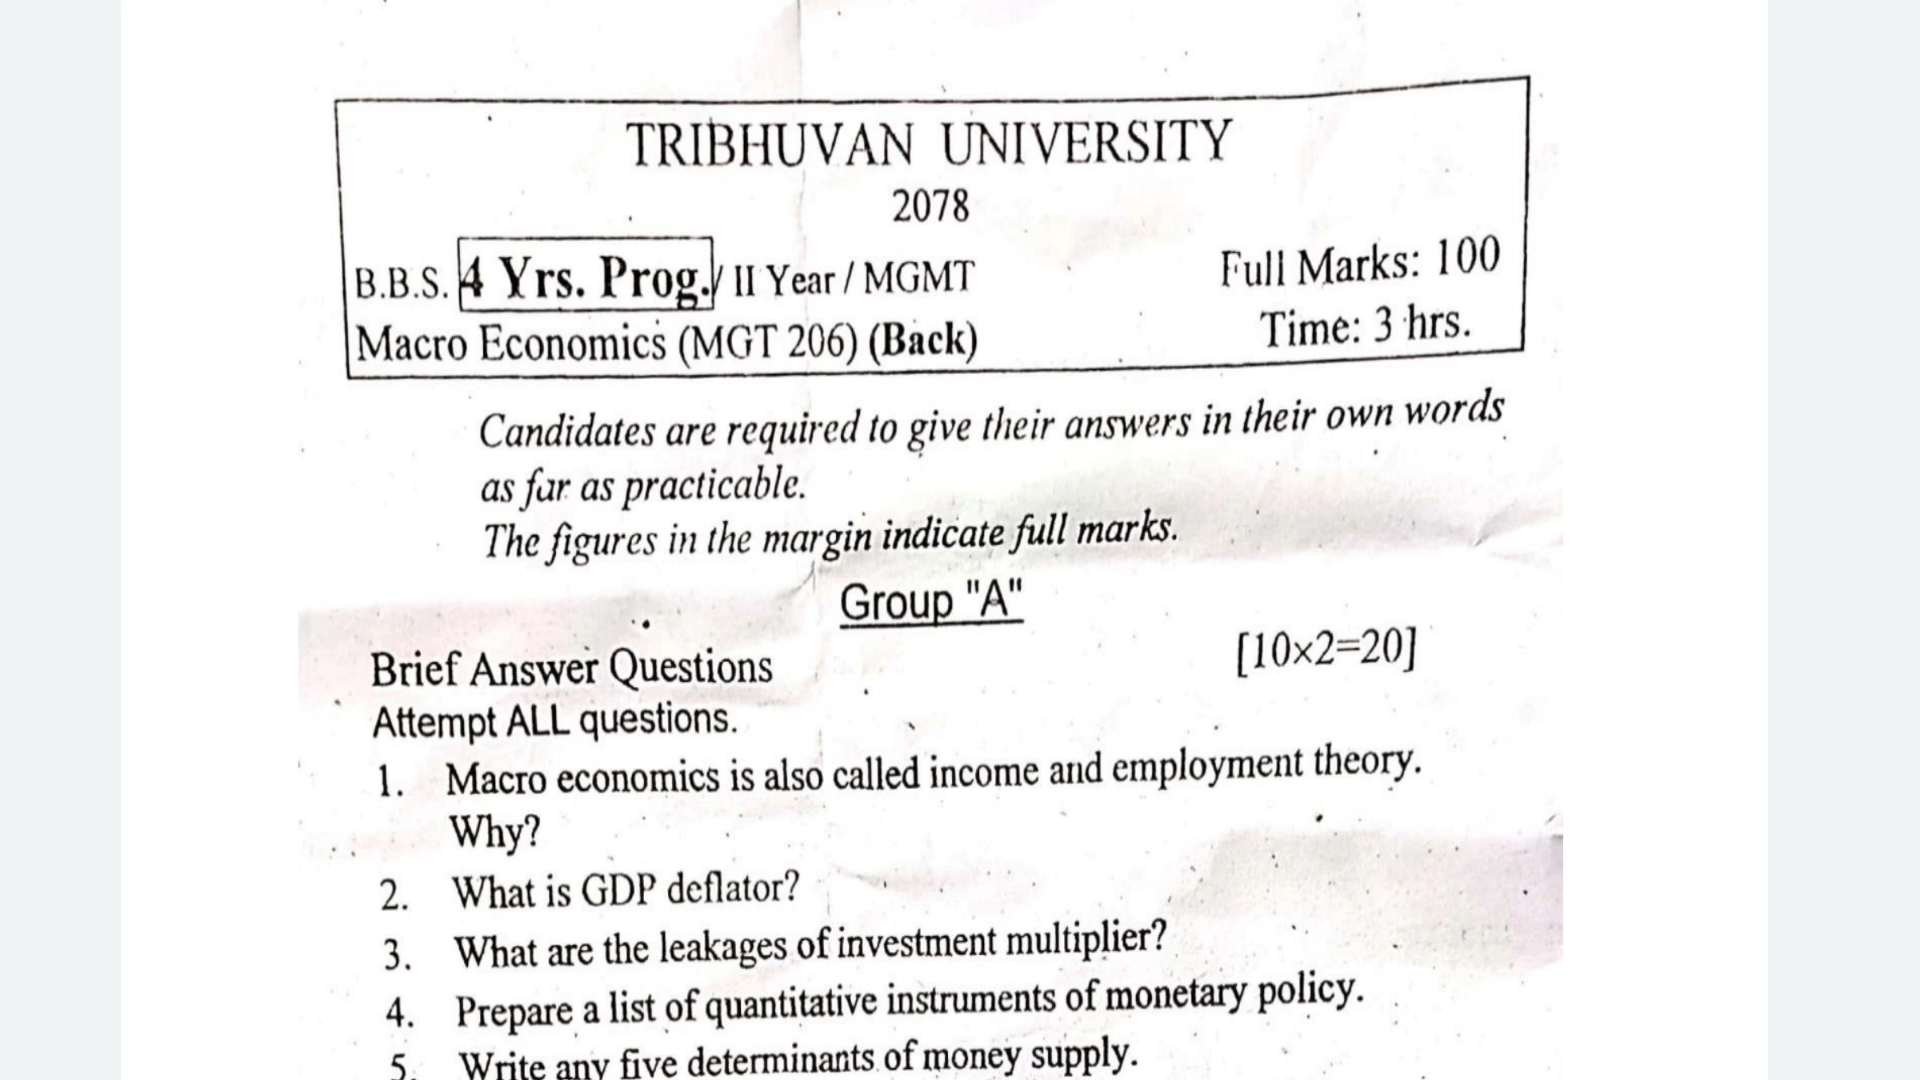 TRIBHUVAN UNIVERSITY
2078
B.B.S. 4 Yrs. Prog./ II Year / MGMT
Full Marks: 100
Macro Economics (MGT 206) (Back)
Time: 3 hrs.
Candidates are required to give their answers in their own words
as far as practicable.
The figures in the margin indicate full marks.
Group "A"
Brief Answer Questions
[10×2=20]
Attempt ALL questions.
1. Macro economics is also called income and employment theory.
Why?
2. What is GDP deflator?
3. What are the leakages of investment multiplier?
4. Prepare a list of quantitative instruments of monetary policy.
5. Write any five determinants of money supply.